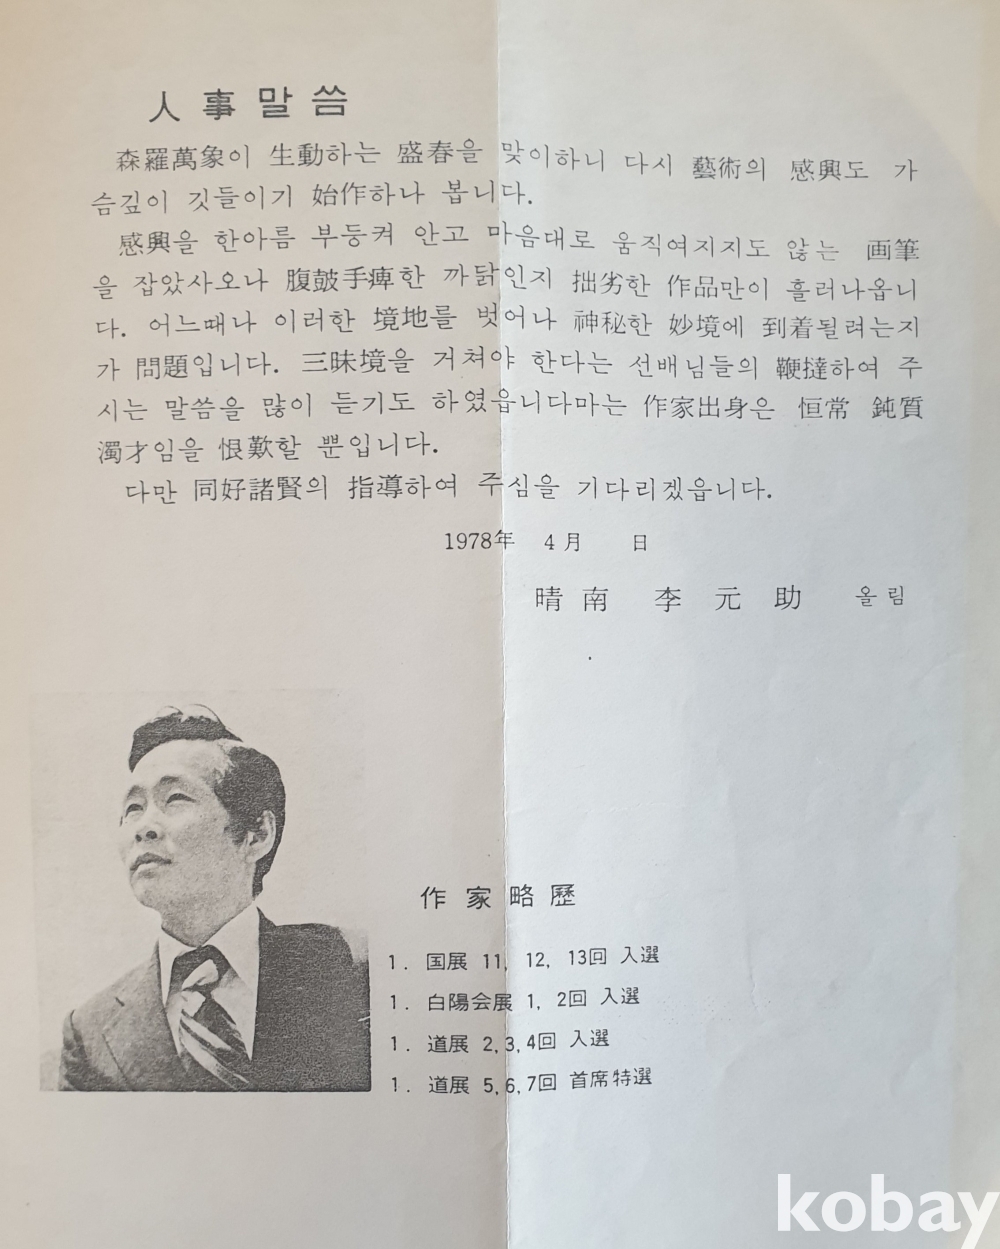 人事말씀
森羅萬象이 生動하는 盛春을 맞이하니 다시 藝術의 感興도 가
슴깊이 깃들이기 始作하나 봅니다.
感興을 한아름 부둥켜 안고 마음대로 움직여지지도 않는 画筆
을 잡았사오나 腹鼓手痺한 까닭인지 拙劣한 作品만이 흘러나옵니
다. 어느때나 이러한 境地를 벗어나 神秘한 妙境에 到着될려는지
가 問題입니다. 三昧境을 거쳐야 한다는 선배님들의 鞭撻하여 주
시는 말씀을 많이 듣기도 하였읍니다마는 作家出身은 恒常 鈍質
濁才임을 恨歎할 뿐입니다.
다만 同好諸賢의 指導하여 주심을 기다리겠읍니다.
1978年 4月 日
晴南 李元助 올림
作家略歷
1. 国展 11, 12, 13回 入選
1. 白陽会展 1, 2回 入選
1. 道展 2,3,4回 入選
1. 道展 5,6,7回 首席特選
kobay